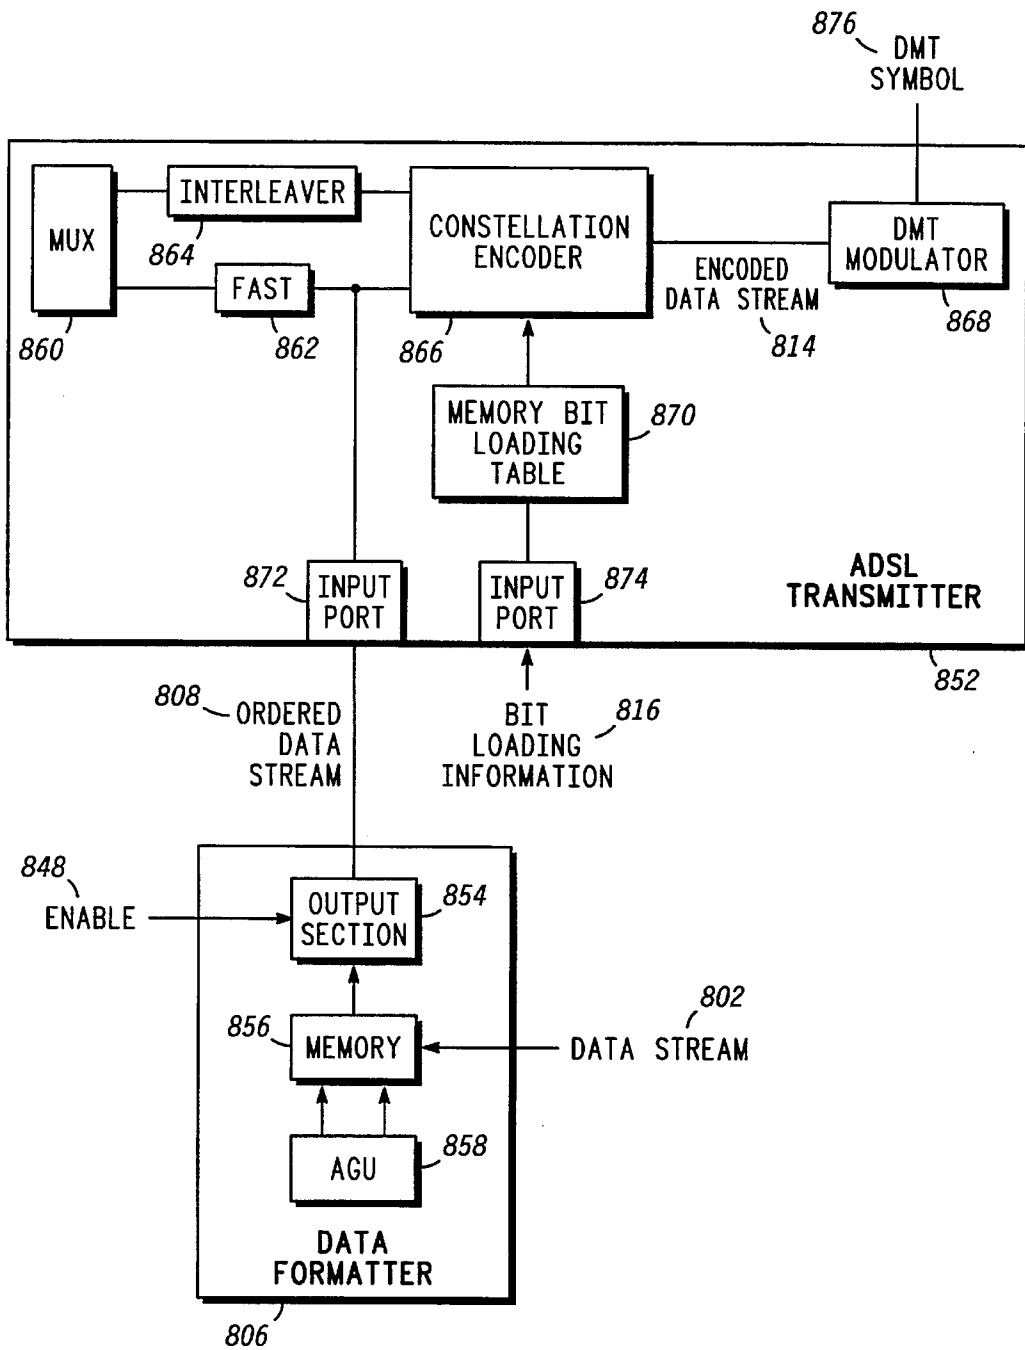 876
DMT
SYMBOL
MUX
860
INTERLEAVER
864
FAST
862
CONSTELLATION
ENCODER
866
ENCODED
DATA STREAM
814
DMT
MODULATOR
868
MEMORY BIT
LOADING
TABLE
870
872
INPUT
PORT
INPUT
PORT
874
ADSL
TRANSMITTER
852
808
ORDERED
DATA
STREAM
BIT
LOADING
INFORMATION
816
848
ENABLE
OUTPUT
SECTION
854
856
MEMORY
802
DATA STREAM
AGU
858
DATA
FORMATTER
806